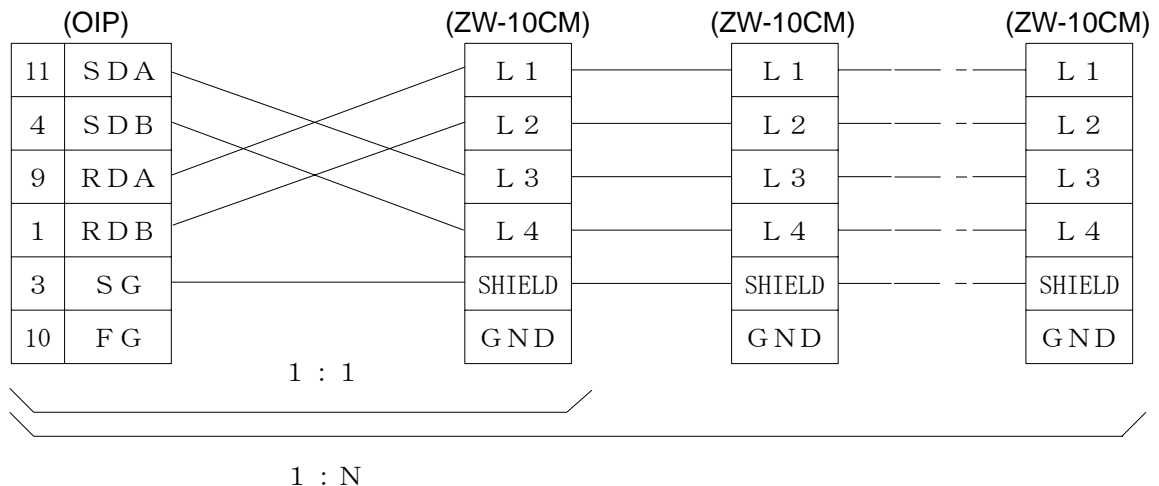 (OIP) (ZW-10CM) (ZW-10CM) (ZW-10CM)
11 SDA L1 L1 L1
4 SDB L2 L2 L2
9 RDA L3 L3 L3
1 RDB L4 L4 L4
3 SG SHIELD SHIELD SHIELD
10 FG GND GND GND
1 : 1
1 : N